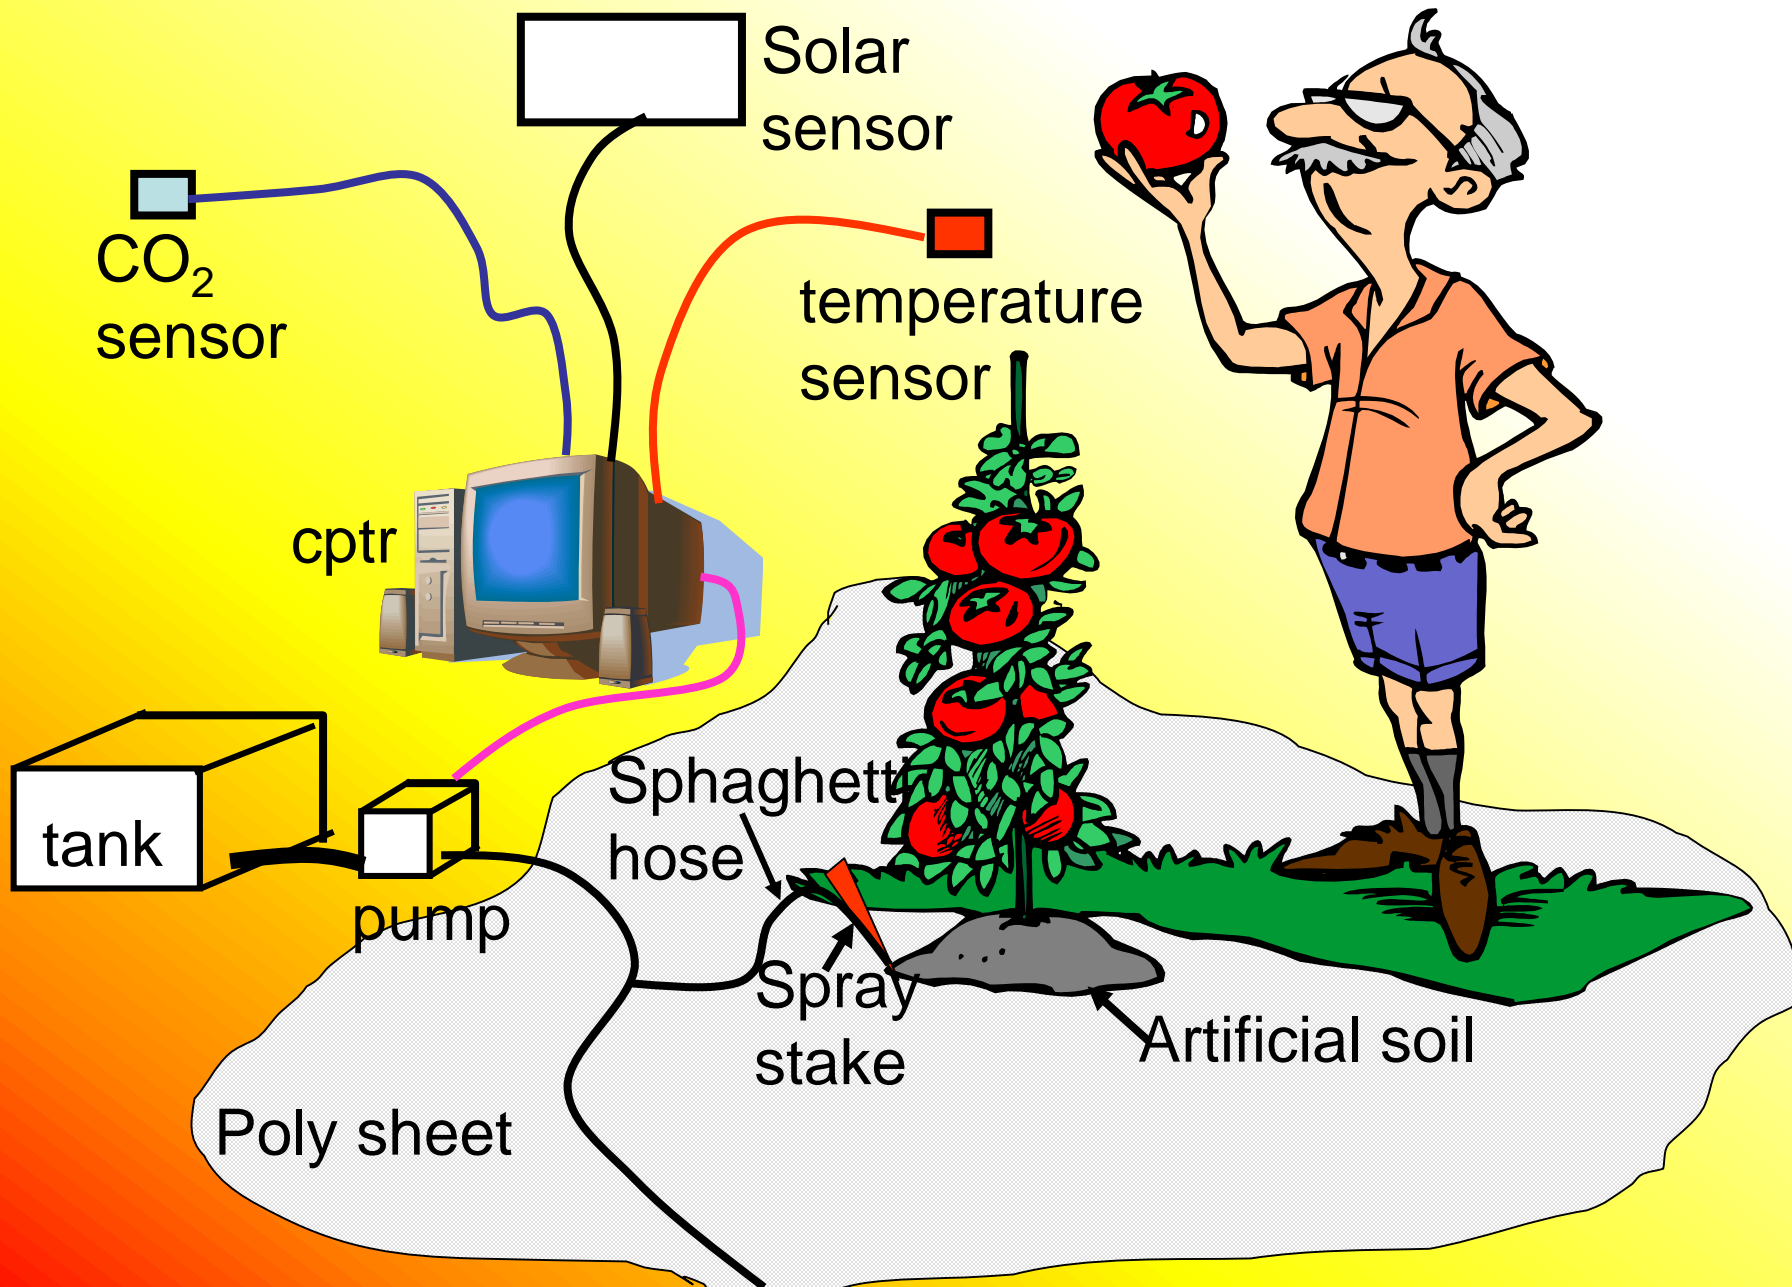 Solar
sensor
CO₂
sensor
temperature
sensor
cptr
Sphaghetti
hose
tank
pump
Spray
stake
Artificial soil
Poly sheet